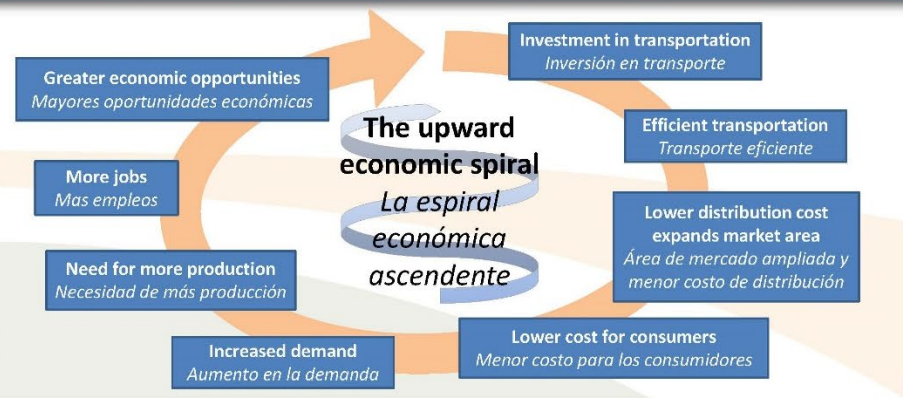 The upward
economic spiral
La espiral
económica
ascendente
Investment in transportation
Inversión en transporte
Efficient transportation
Transporte eficiente
Lower distribution cost
expands market area
Área de mercado ampliada y
menor costo de distribución
Lower cost for consumers
Menor costo para los consumidores
Increased demand
Aumento en la demanda
Need for more production
Necesidad de más producción
More jobs
Mas empleos
Greater economic opportunities
Mayores oportunidades económicas